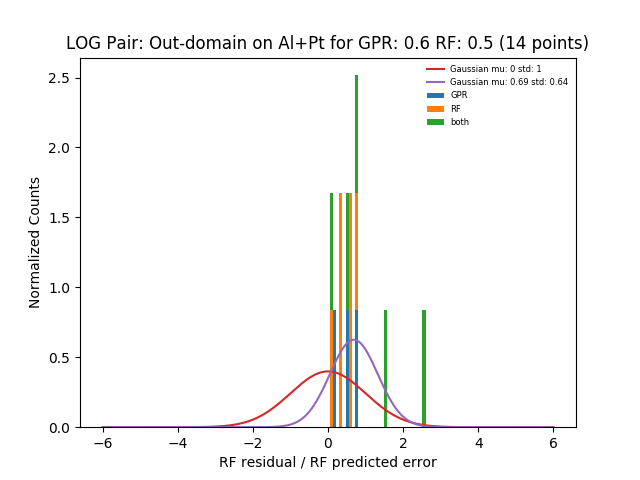 LOG Pair: Out-domain on Al+Pt for GPR: 0.6 RF: 0.5 (14 points)
Gaussian mu: 0 std: 1
Gaussian mu: 0.69 std: 0.64
GPR
RF
both
Normalized Counts
2.5
2.0
1.5
1.0
0.5
0.0
−6 −4 −2 0 2 4 6
RF residual / RF predicted error